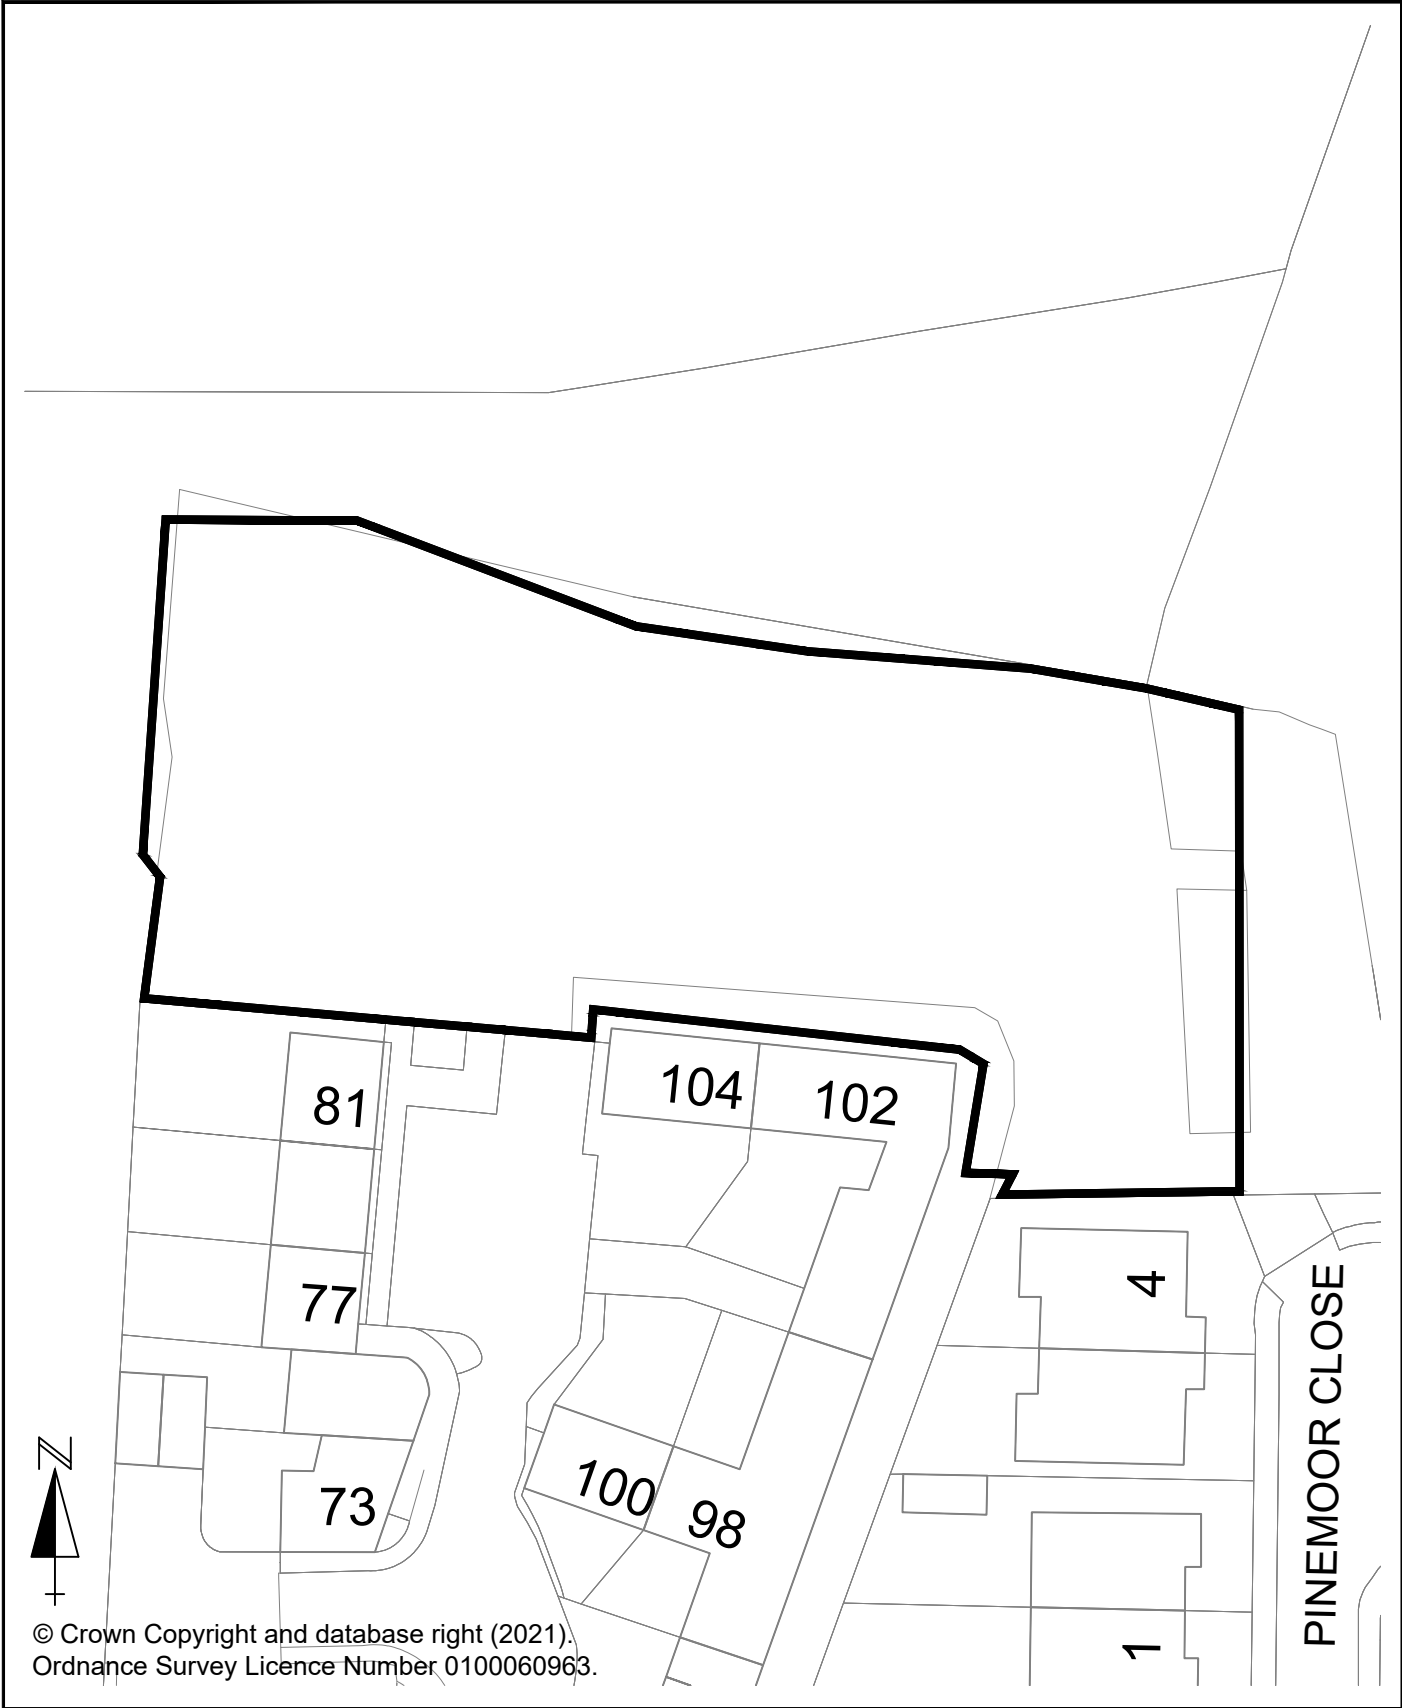 81
104
102
77
4
PINEMOOR CLOSE
73
100
98
N
1
© Crown Copyright and database right (2021).
Ordnance Survey Licence Number 0100060963.